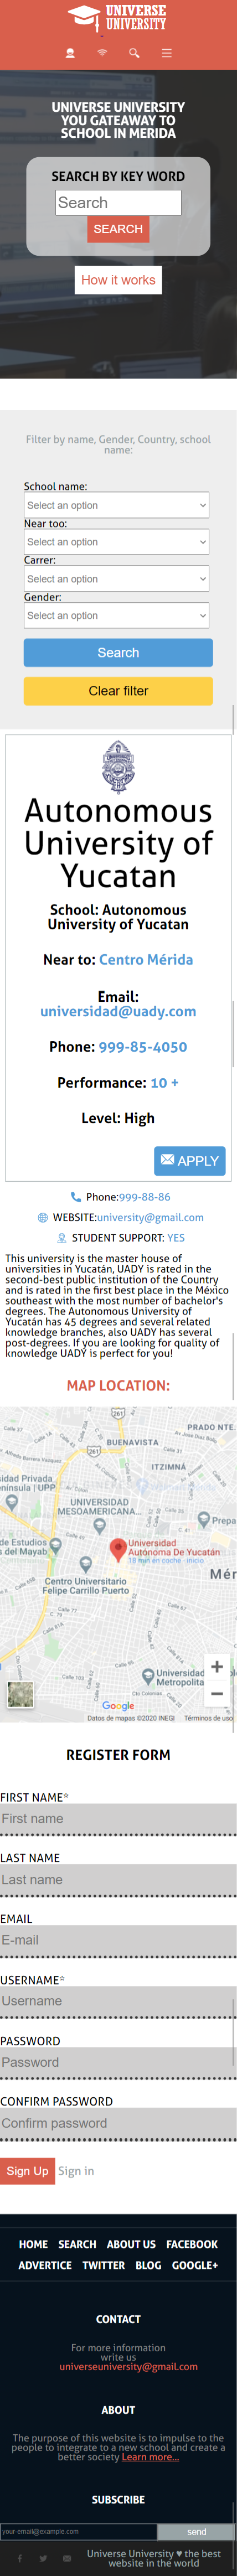 UNIVERSE
UNIVERSITY
UNIVERSE UNIVERSITY
YOU GATEAWAY TO
SCHOOL IN MERIDA
SEARCH BY KEY WORD
Search
SEARCH
How it works
Filter by name, Gender, Country, school
name:
School name:
Select an option
Near too:
Select an option
Carrer:
Select an option
Gender:
Select an option
Search
Clear filter
Autonomous
University of
Yucatan
School: Autonomous
University of Yucatan
Near to: Centro Mérida
Email:
universidad@uady.com
Phone: 999-85-4050
Performance: 10 +
Level: High
APPLY
Phone:999-88-86
WEBSITE:university@gmail.com
STUDENT SUPPORT: YES
This university is the master house of
universities in Yucatán, UADY is rated in the
second-best public institution of the Country
and is rated in the first best place in the México
southeast with the most number of bachelor's
degrees. The Autonomous University of
Yucatán has 45 degrees and several related
knowledge branches, also UADY has several
post-degrees. If you are looking for quality of
knowledge UADY is perfect for you!
MAP LOCATION:
261
PRADO NTE.
BUENAVISTA
261
ITZIMNÁ
sidad Privada
enínsula | UPP
UNIVERSIDAD
MESOAMERICANA...
Prepa
de Estudios
s del Mayab
Universidad
Autónoma de Yucatán
18 min en coche - inicio
Centro Universitario
Felipe Carrillo Puerto
Mér
Universidad
Metropolita
Google
Datos de mapas ©2020 INEGI Términos de uso
REGISTER FORM
FIRST NAME*
First name
LAST NAME
Last name
EMAIL
E-mail
USERNAME*
Username
PASSWORD
Password
CONFIRM PASSWORD
Confirm password
Sign Up Sign in
HOME SEARCH ABOUT US FACEBOOK
ADVERTICE TWITTER BLOG GOOGLE+
CONTACT
For more information
write us
universeuniversity@gmail.com
ABOUT
The purpose of this website is to impulse to the
people to integrate to a new school and create a
better society Learn more...
SUBSCRIBE
your-email@example.com send
Universe University ♥ the best
website in the world